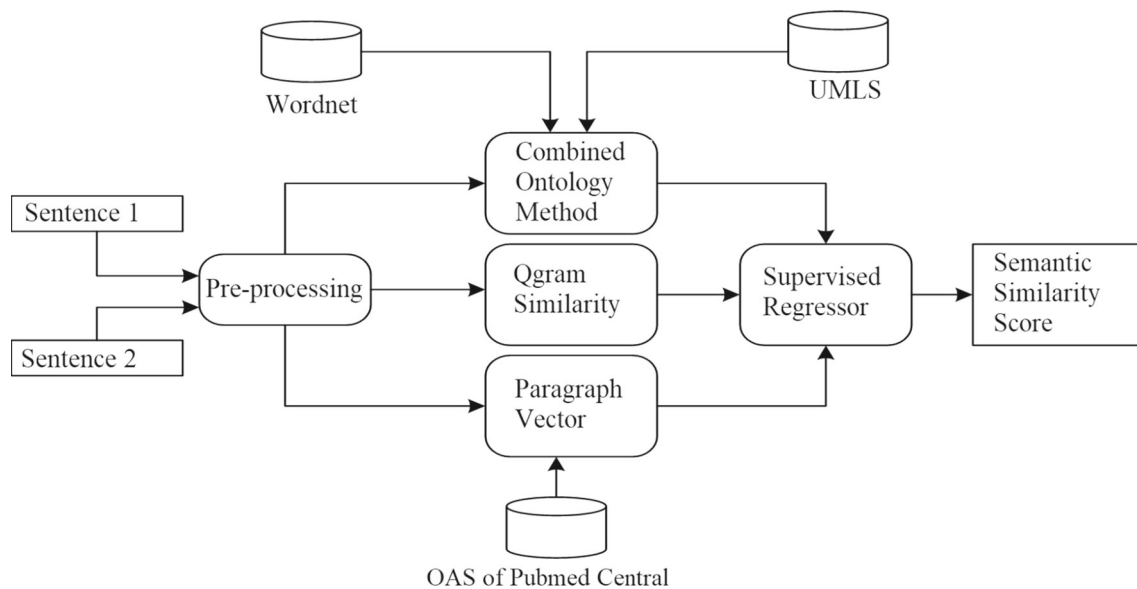 Wordnet
UMLS
Combined
Ontology
Method
Sentence 1
Pre-processing
Qgram
Similarity
Supervised
Regressor
Semantic
Similarity
Score
Sentence 2
Paragraph
Vector
OAS of Pubmed Central